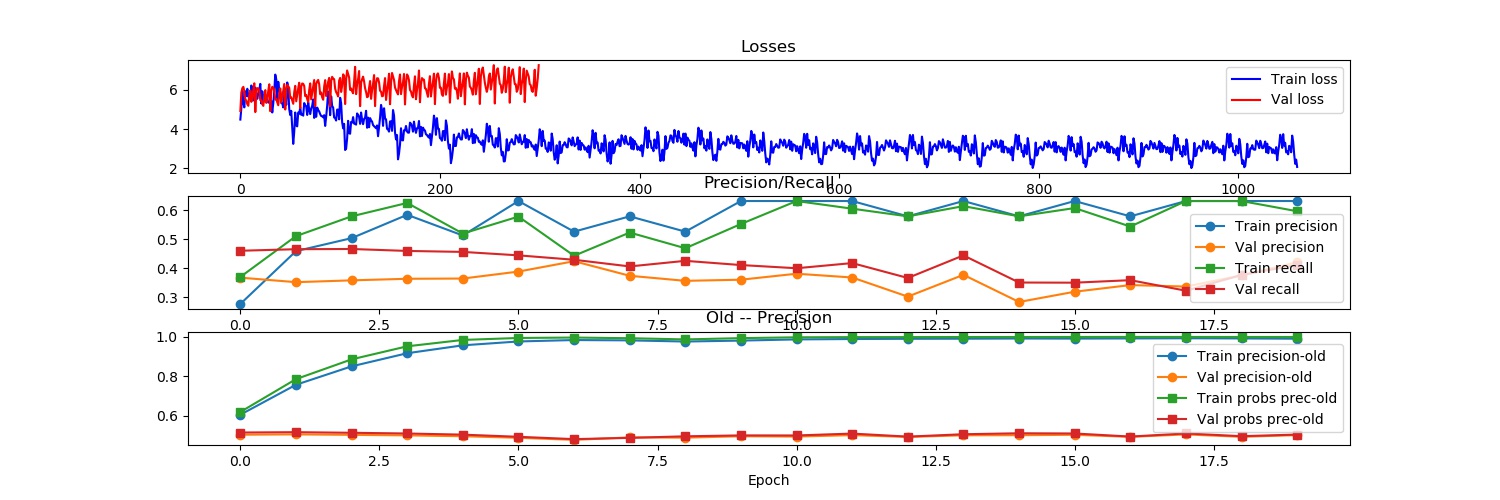 Losses
6
4
2
Train loss
Val loss
0 200 400 600 800 1000
Precision/Recall
0.6
0.5
0.4
0.3
Train precision
Val precision
Train recall
Val recall
0.0 2.5 5.0 7.5 10.0 12.5 15.0 17.5
Old -- Precision
1.0
0.8
0.6
Train precision-old
Val precision-old
Train probs prec-old
Val probs prec-old
0.0 2.5 5.0 7.5 10.0 12.5 15.0 17.5
Epoch